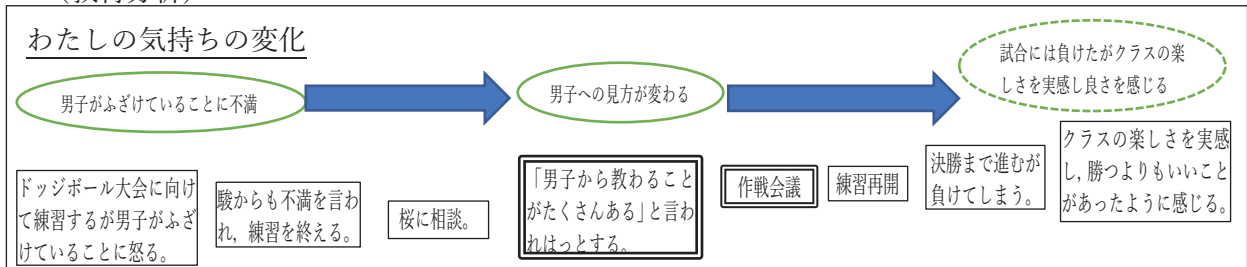 わたしの気持ちの変化
男子がふざけていることに不満
男子への見方が変わる
試合には負けたがクラスの楽
しさを実感し良さを感じる
ドッジボール大会に向け
て練習するが男子がふざ
けていることに怒る。
駿からも不満を言わ
れ，練習を終える。
桜に相談。
「男子から教わること
がたくさんある」と言わ
れはっとする。
作戦会議
練習再開
決勝まで進むが
負けてしまう。
クラスの楽しさを実感
し，勝つよりもいいこと
があったように感じる。